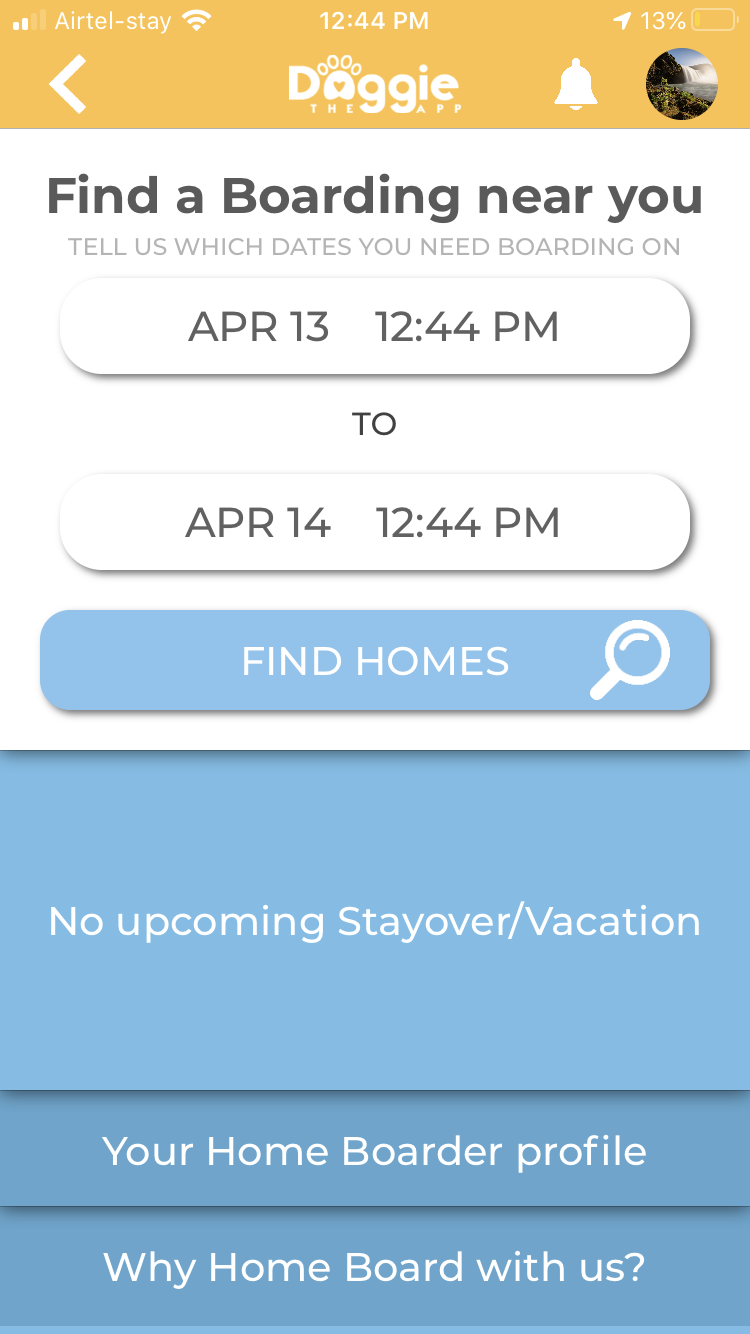 Airtel-stay 12:44 PM 13%
Doggie
THE APP
Find a Boarding near you
TELL US WHICH DATES YOU NEED BOARDING ON
APR 13 12:44 PM
TO
APR 14 12:44 PM
FIND HOMES
No upcoming Stayover/Vacation
Your Home Boarder profile
Why Home Board with us?